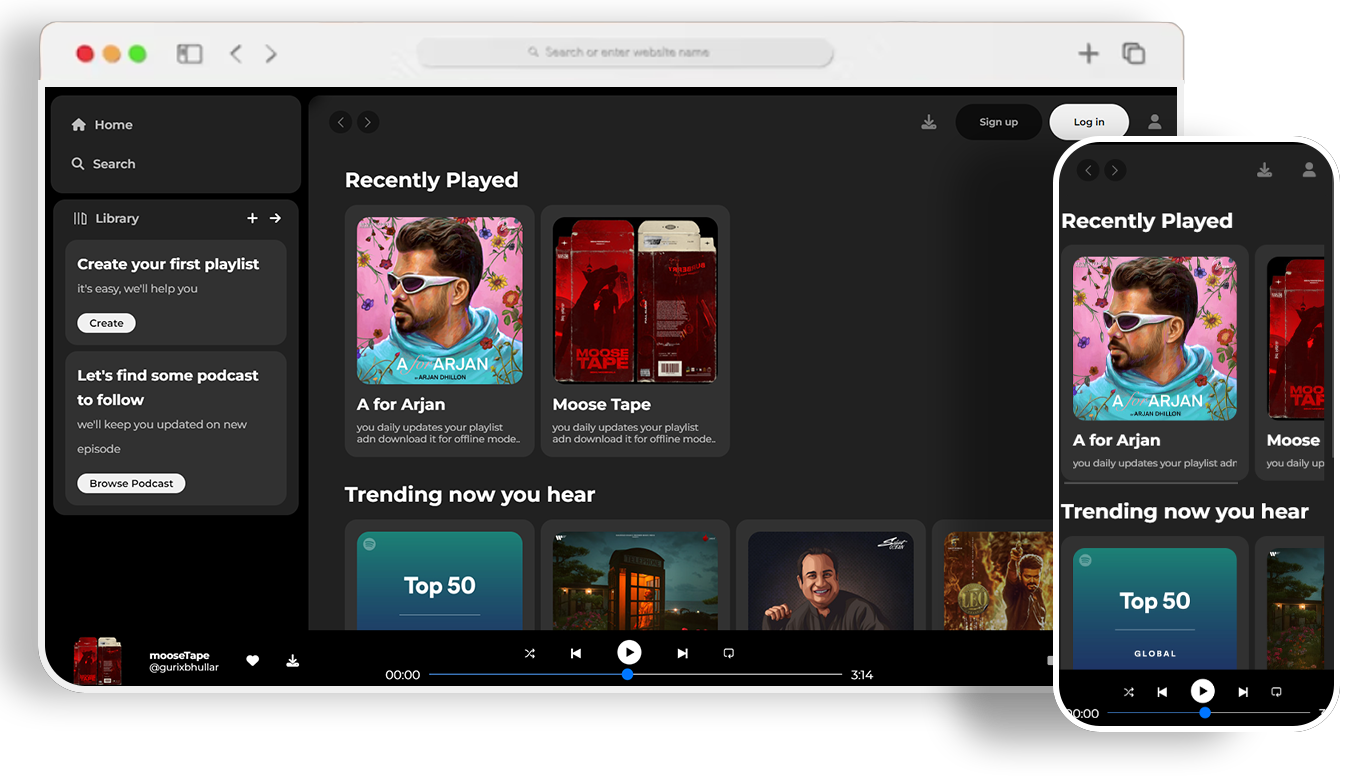 Search or enter website name
Home
Search
Library
Create your first playlist
it's easy, we'll help you
Create
Let's find some podcast
to follow
we'll keep you updated on new
episode
Browse Podcast
Sign up
Log in
Recently Played
A for ARJAN
BY ARJAN DHILLON
A for Arjan
you daily updates your playlist
adn download it for offline mode..
MOOSE
TAPE
Moose Tape
you daily updates your playlist
adn download it for offline mode..
Trending now you hear
Top 50
LEO
mooseTape
@gurixbhullar
00:00
3:14
Recently Played
A for ARJAN
BY ARJAN DHILLON
A for Arjan
you daily updates your playlist adn
Moose
you daily up
Trending now you hear
Top 50
GLOBAL
00:00